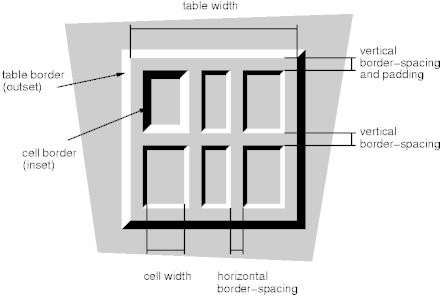 table width
vertical
border-spacing
and padding
table border
(outset)
vertical
border-spacing
cell border
(inset)
cell width
horizontal
border-spacing